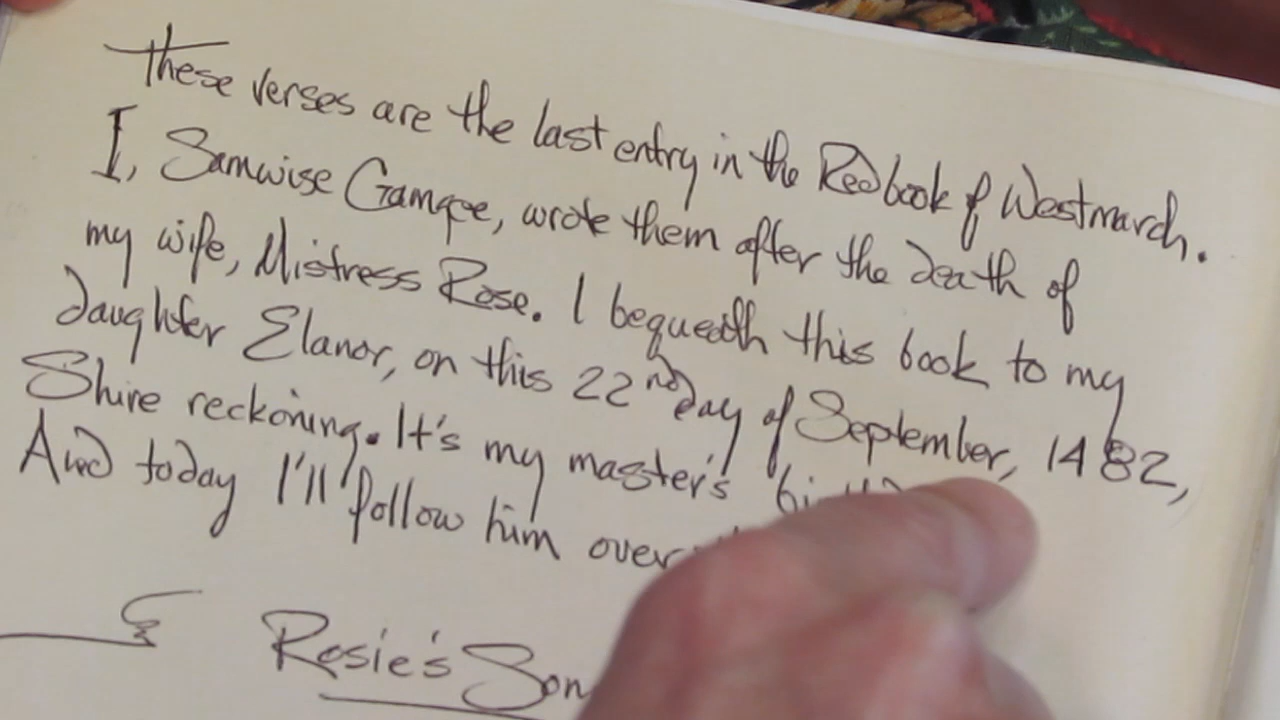 These verses are the last entry in the Redbook of Westmarch.
I, Samwise Gamgee, wrote them after the death of
my wife, Mistress Rose. I bequeath this book to my
daughter Elanor, on this 22nd day of September, 1482,
Shire reckoning. It's my master's
And today I'll follow him over
Rosie's